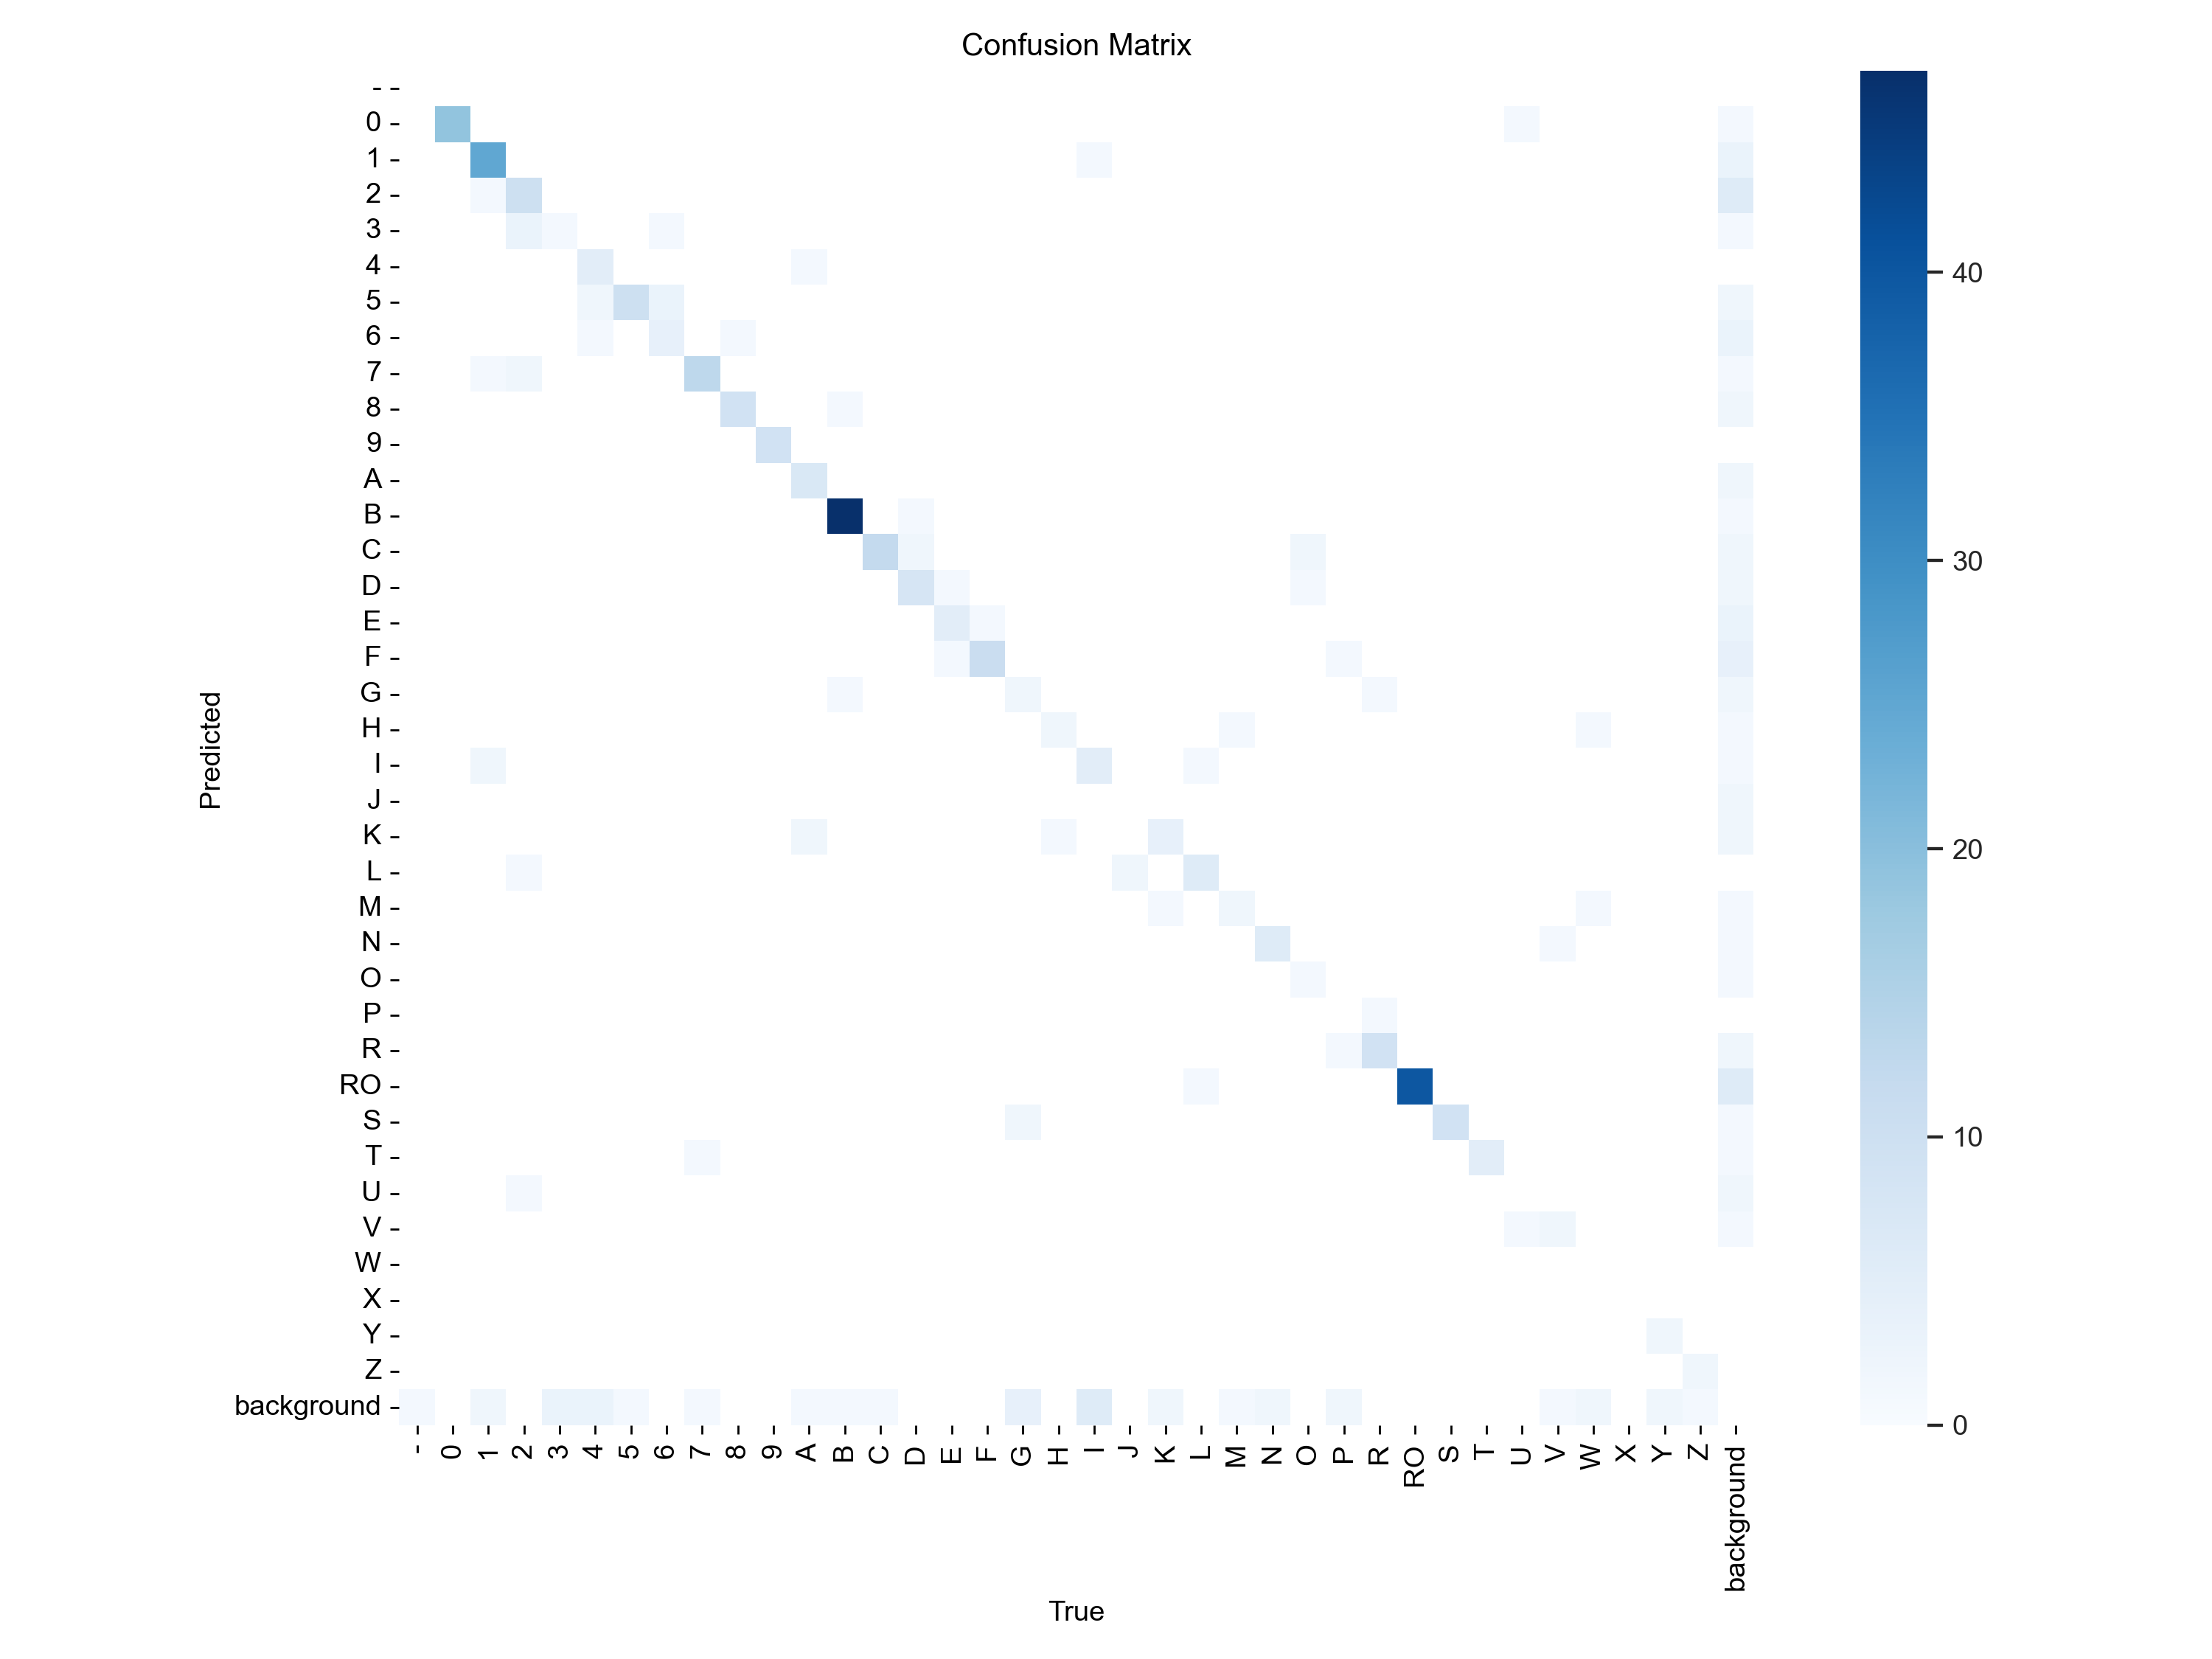 Confusion Matrix
-
0
1
2
3
4
5
6
7
8
9
A
B
C
D
E
F
G
H
I
J
K
L
M
N
O
P
R
RO
S
T
U
V
W
X
Y
Z
background
Predicted
- 0 1 2 3 4 5 6 7 8 9 A B C D E F G H I J K L M N O P R RO S T U V W X Y Z background
True
40
30
20
10
0